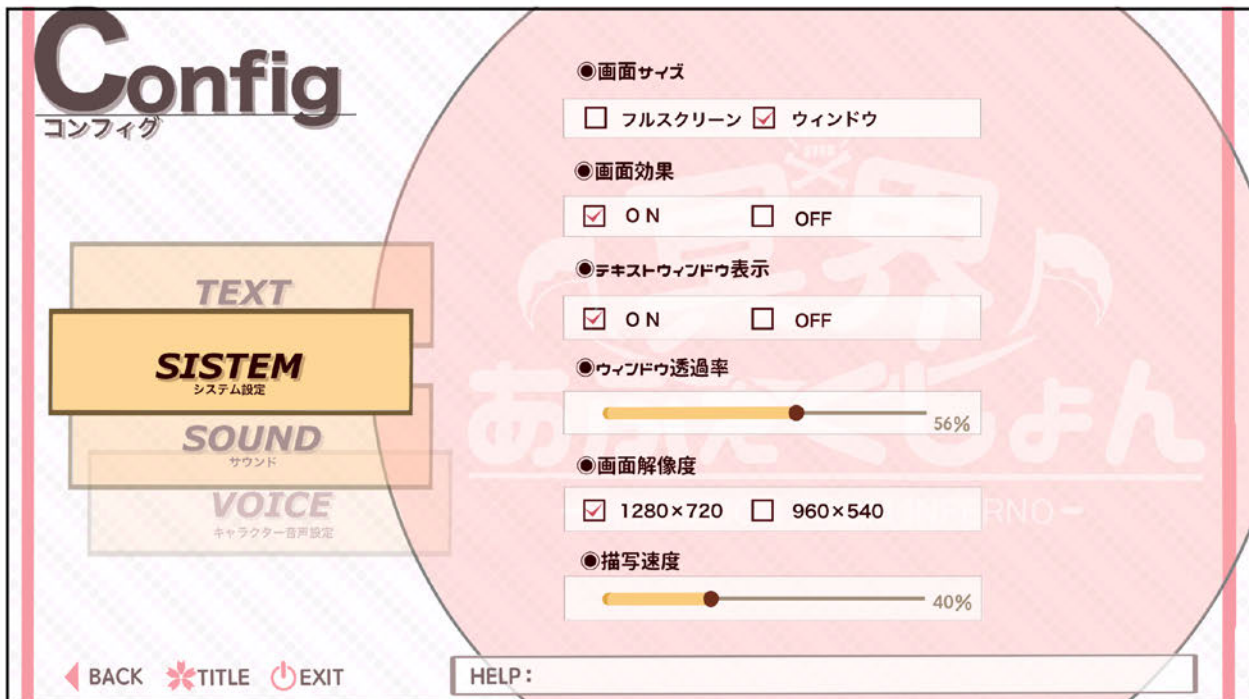 Config
コンフィグ
TEXT
SISTEM
システム設定
SOUND
サウンド
VOICE
キャラクター音声設定
◉画面サイズ
フルスクリーン ウィンドウ
◉画面効果
ON OFF
◉テキストウィンドウ表示
ON OFF
◉ウィンドウ透過率
56%
◉画面解像度
1280×720 960×540
◉描写速度
40%
冥界
BACK TITLE EXIT
HELP: